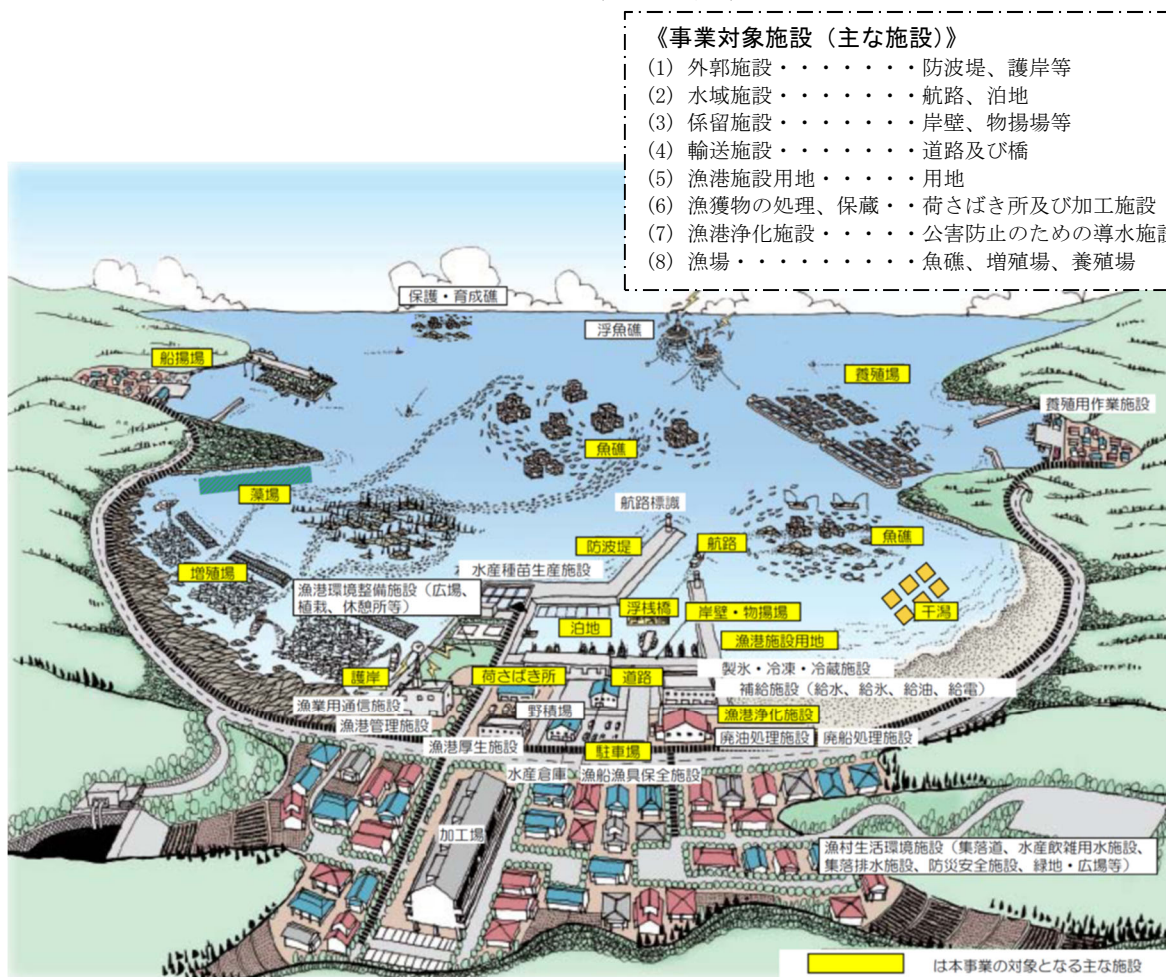 《事業対象施設（主な施設）》
(1) 外郭施設・・・・・・・防波堤、護岸等
(2) 水域施設・・・・・・・航路、泊地
(3) 係留施設・・・・・・・岸壁、物揚場等
(4) 輸送施設・・・・・・・道路及び橋
(5) 漁港施設用地・・・・・用地
(6) 漁獲物の処理、保蔵・・荷さばき所及び加工施設
(7) 漁港浄化施設・・・・・公害防止のための導水施設
(8) 漁場・・・・・・・・・魚礁、増殖場、養殖場
保護・育成礁
浮魚礁
船揚場
養殖場
養殖用作業施設
魚礁
藻場
航路標識
防波堤
航路
魚礁
増殖場
水産種苗生産施設
漁港環境整備施設（広場、
植栽、休憩所等）
浮桟橋
岸壁・物揚場
干潟
泊地
漁港施設用地
護岸
荷さばき所
道路
製氷・冷凍・冷蔵施設
補給施設（給水、給氷、給油、給電）
漁業用通信施設
野積場
漁港浄化施設
漁港管理施設
廃油処理施設
廃船処理施設
漁港厚生施設
駐車場
水産倉庫
漁船漁具保全施設
加工場
漁村生活環境施設（集落道、水産飲雑用水施設、
集落排水施設、防災安全施設、緑地・広場等）
は本事業の対象となる主な施設